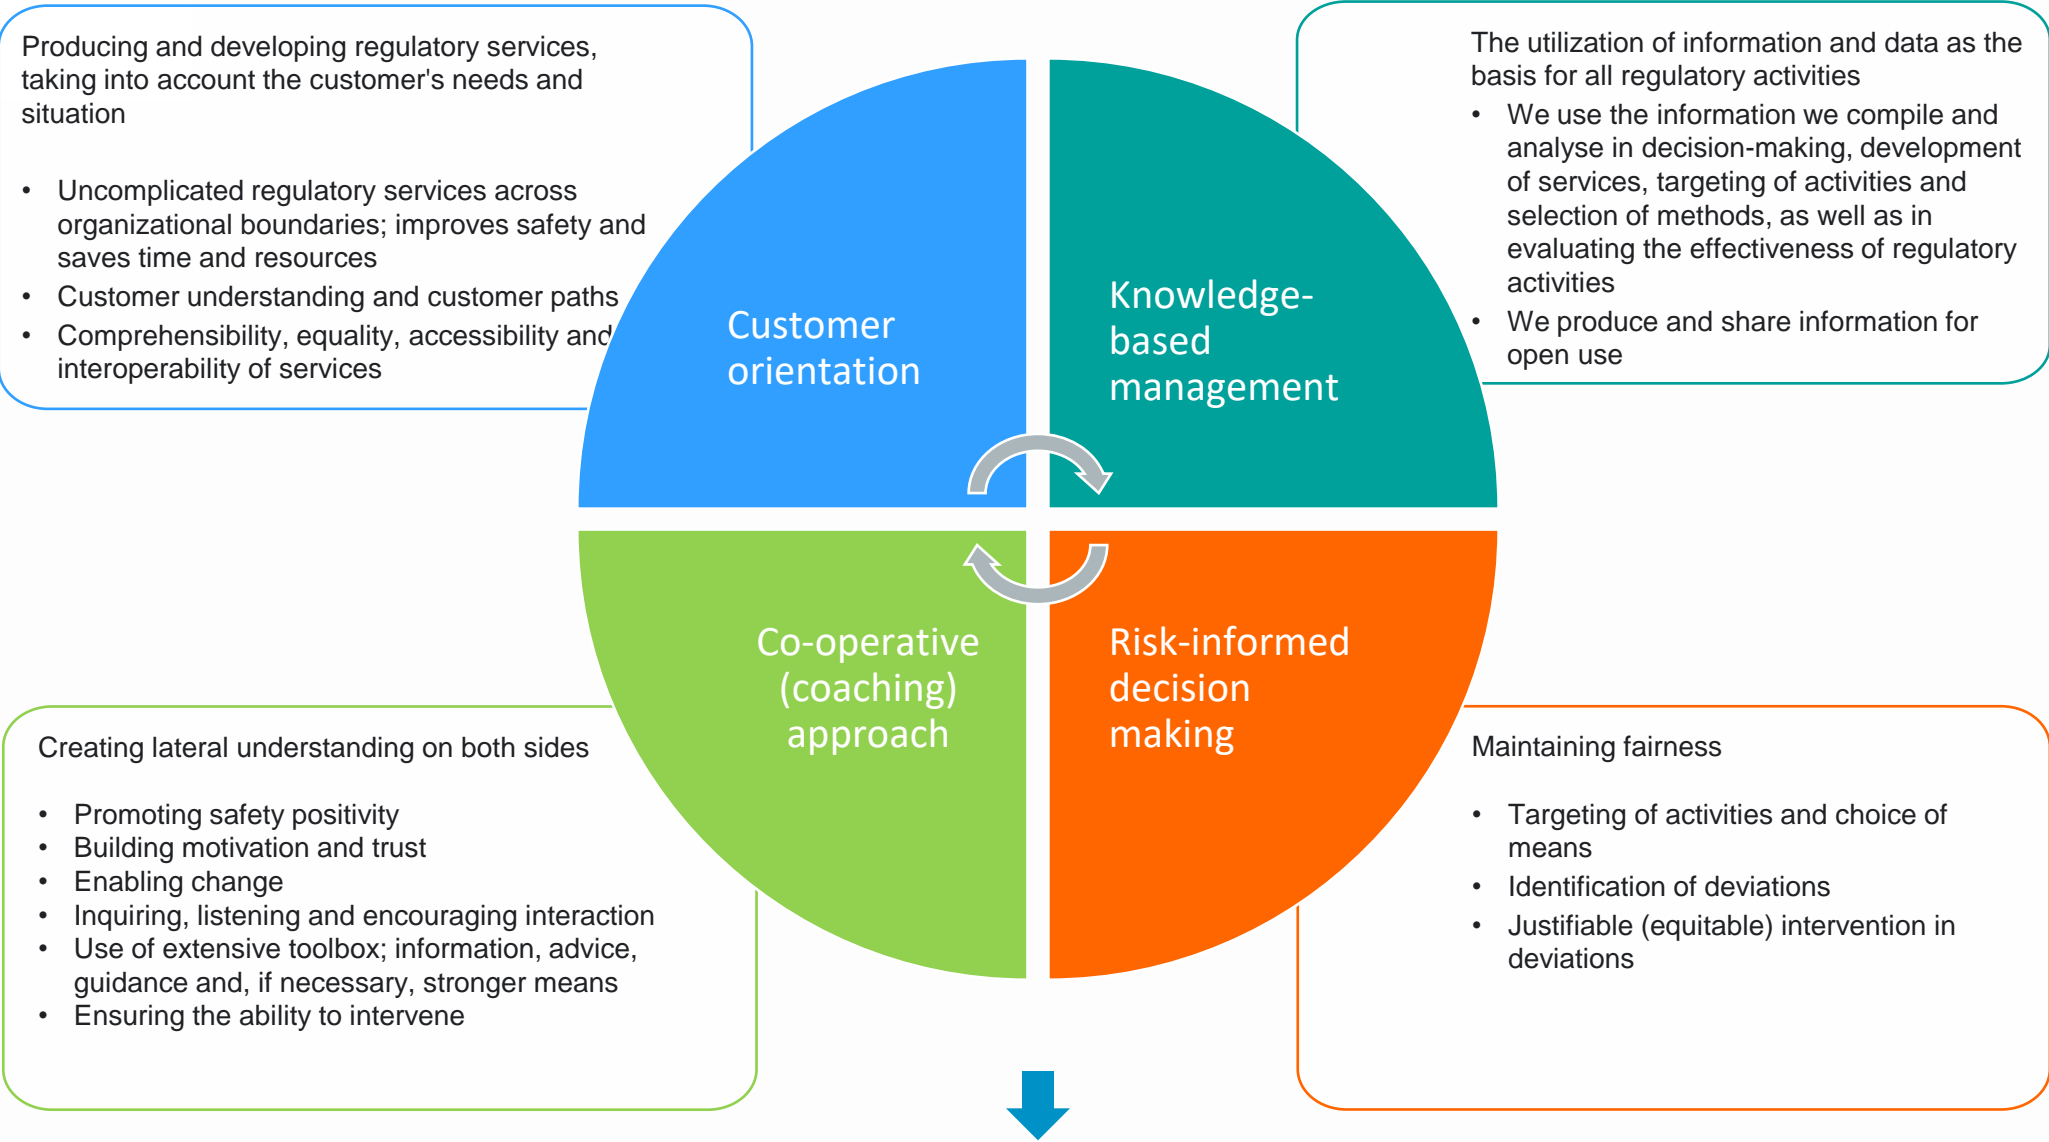 Producing and developing regulatory services,
taking into account the customer's needs and
situation
• Uncomplicated regulatory services across
organizational boundaries; improves safety and
saves time and resources
• Customer understanding and customer paths
• Comprehensibility, equality, accessibility and
interoperability of services
The utilization of information and data as the
basis for all regulatory activities
• We use the information we compile and
analyse in decision-making, development
of services, targeting of activities and
selection of methods, as well as in
evaluating the effectiveness of regulatory
activities
• We produce and share information for
open use
Customer
orientation
Knowledge-
based
management
Co-operative
(coaching)
approach
Risk-informed
decision
making
Creating lateral understanding on both sides
• Promoting safety positivity
• Building motivation and trust
• Enabling change
• Inquiring, listening and encouraging interaction
• Use of extensive toolbox; information, advice,
guidance and, if necessary, stronger means
• Ensuring the ability to intervene
Maintaining fairness
• Targeting of activities and choice of
means
• Identification of deviations
• Justifiable (equitable) intervention in
deviations